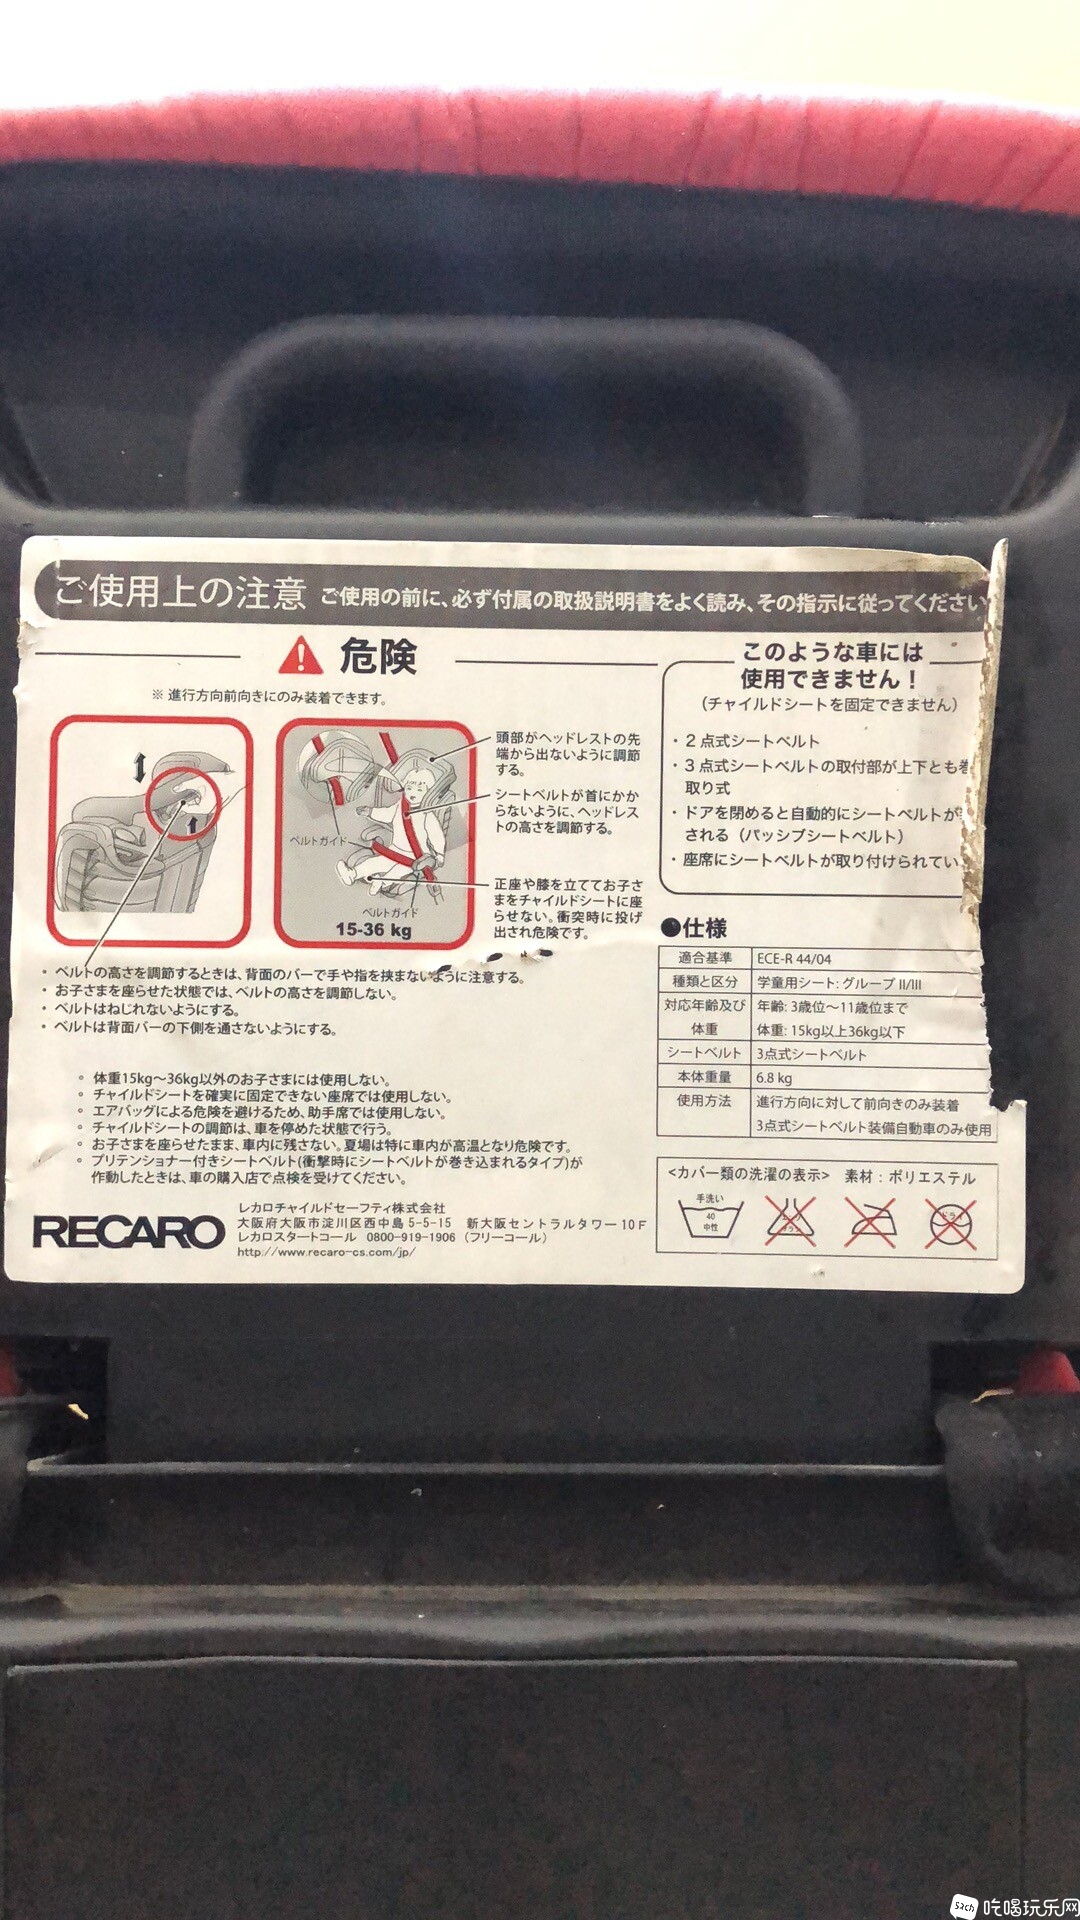 ご使用上の注意 ご使用の前に、必ず付属の取扱説明書をよく読み、その指示に従ってください
危険
※ 進行方向前向きにのみ装着できます。
頭部がヘッドレストの先
端から出ないように調節
する。
シートベルトが首にかか
らないように、ヘッドレス
トの高さを調節する。
正座や膝を立ててお子さ
まをチャイルドシートに座
らせない。衝突時に投げ
出され危険です。
ベルトガイド
ベルトガイド
15-36 kg
・ ベルトの高さを調節するときは、背面のバーで手や指を挟まないように注意する。
・ お子さまを座らせた状態では、ベルトの高さを調節しない。
・ ベルトはねじれないようにする。
・ ベルトは背面バーの下側を通さないようにする。
。 体重15kg〜36kg以外のお子さまには使用しない。
。 チャイルドシートを確実に固定できない座席では使用しない。
。 エアバッグによる危険を避けるため、助手席では使用しない。
。 チャイルドシートの調節は、車を停めた状態で行う。
。 お子さまを座らせたまま、車内に残さない。夏場は特に車内が高温となり危険です。
。 プリテンショナー付きシートベルト(衝撃時にシートベルトが巻き込まれるタイプ)が
作動したときは、車の購入店で点検を受けてください。
RECARO
レカロチャイルドセーフティ株式会社
大阪府大阪市淀川区西中島 5-5-15 新大阪セントラルタワー 10F
レカロスタートコール 0800-919-1906 (フリーコール)
http://www.recaro-cs.com/jp/
このような車には
使用できません！
(チャイルドシートを固定できません)
・ 2 点式シートベルト
・ 3 点式シートベルトの取付部が上下とも巻
取り式
・ ドアを閉めると自動的にシートベルトが
される（パッシブシートベルト）
・ 座席にシートベルトが取り付けられてい
●仕様
適合基準 ECE-R 44/04
種類と区分 学童用シート: グループ II/III
対応年齢及び 年齢: 3歳位〜11歳位まで
体重 体重: 15kg以上36kg以下
シートベルト 3点式シートベルト
本体重量 6.8 kg
使用方法 進行方向に対して前向きのみ装着
3点式シートベルト装備自動車のみ使用
<カバー類の洗濯の表示> 素材：ポリエステル
手洗い
40
中性
ドライ
52ch 吃喝玩乐网